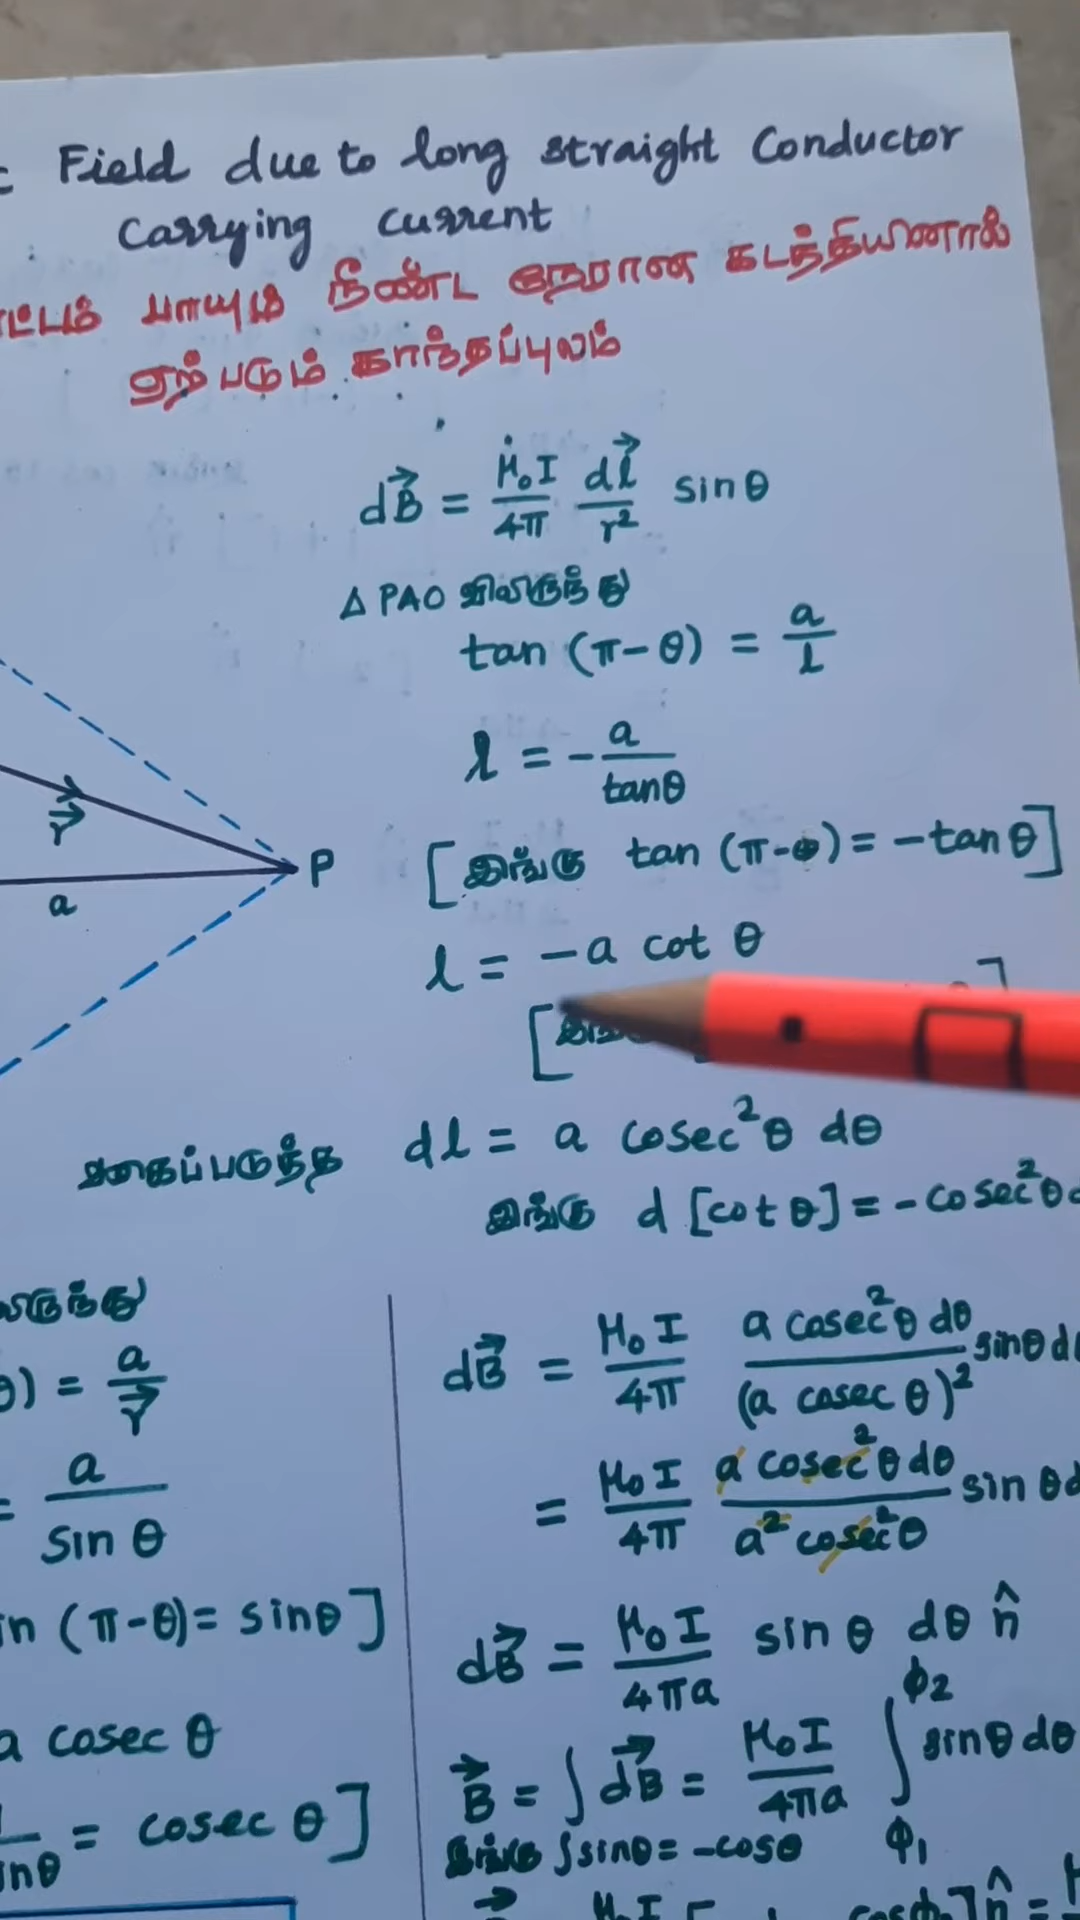 Field due to long straight Conductor
carrying current
பாயும் நீண்ட நேரான கடத்தியினால்
ஏற்படும் காந்தப்புலம்
dB⃗ = μ₀I/4π dl⃗/r² sinθ
Δ PAO விலிருந்து
tan (π-θ) = a/l
l = -a/tanθ
[இங்கு tan (π-θ) = -tanθ]
r⃗
P
a
l = -a cot θ
dl = a cosec²θ dθ
இங்கு d [cotθ] = -cosec²θ
dB⃗ = μ₀I/4π a cosec²θ dθ/(a cosec θ)² sinθ
= μ₀I/4π a cosec²θ dθ/a² cosec²θ sin θ
dB⃗ = μ₀I/4πa sin θ dθ n̂
B⃗ = ∫dB⃗ = μ₀I/4πa ∫ϕ₁^ϕ₂ sinθ dθ
இங்கு ∫sinθ = -cosθ
= a/r⃗
= a/sin θ
(π-θ) = sinθ]
a cosec θ
= cosec θ]